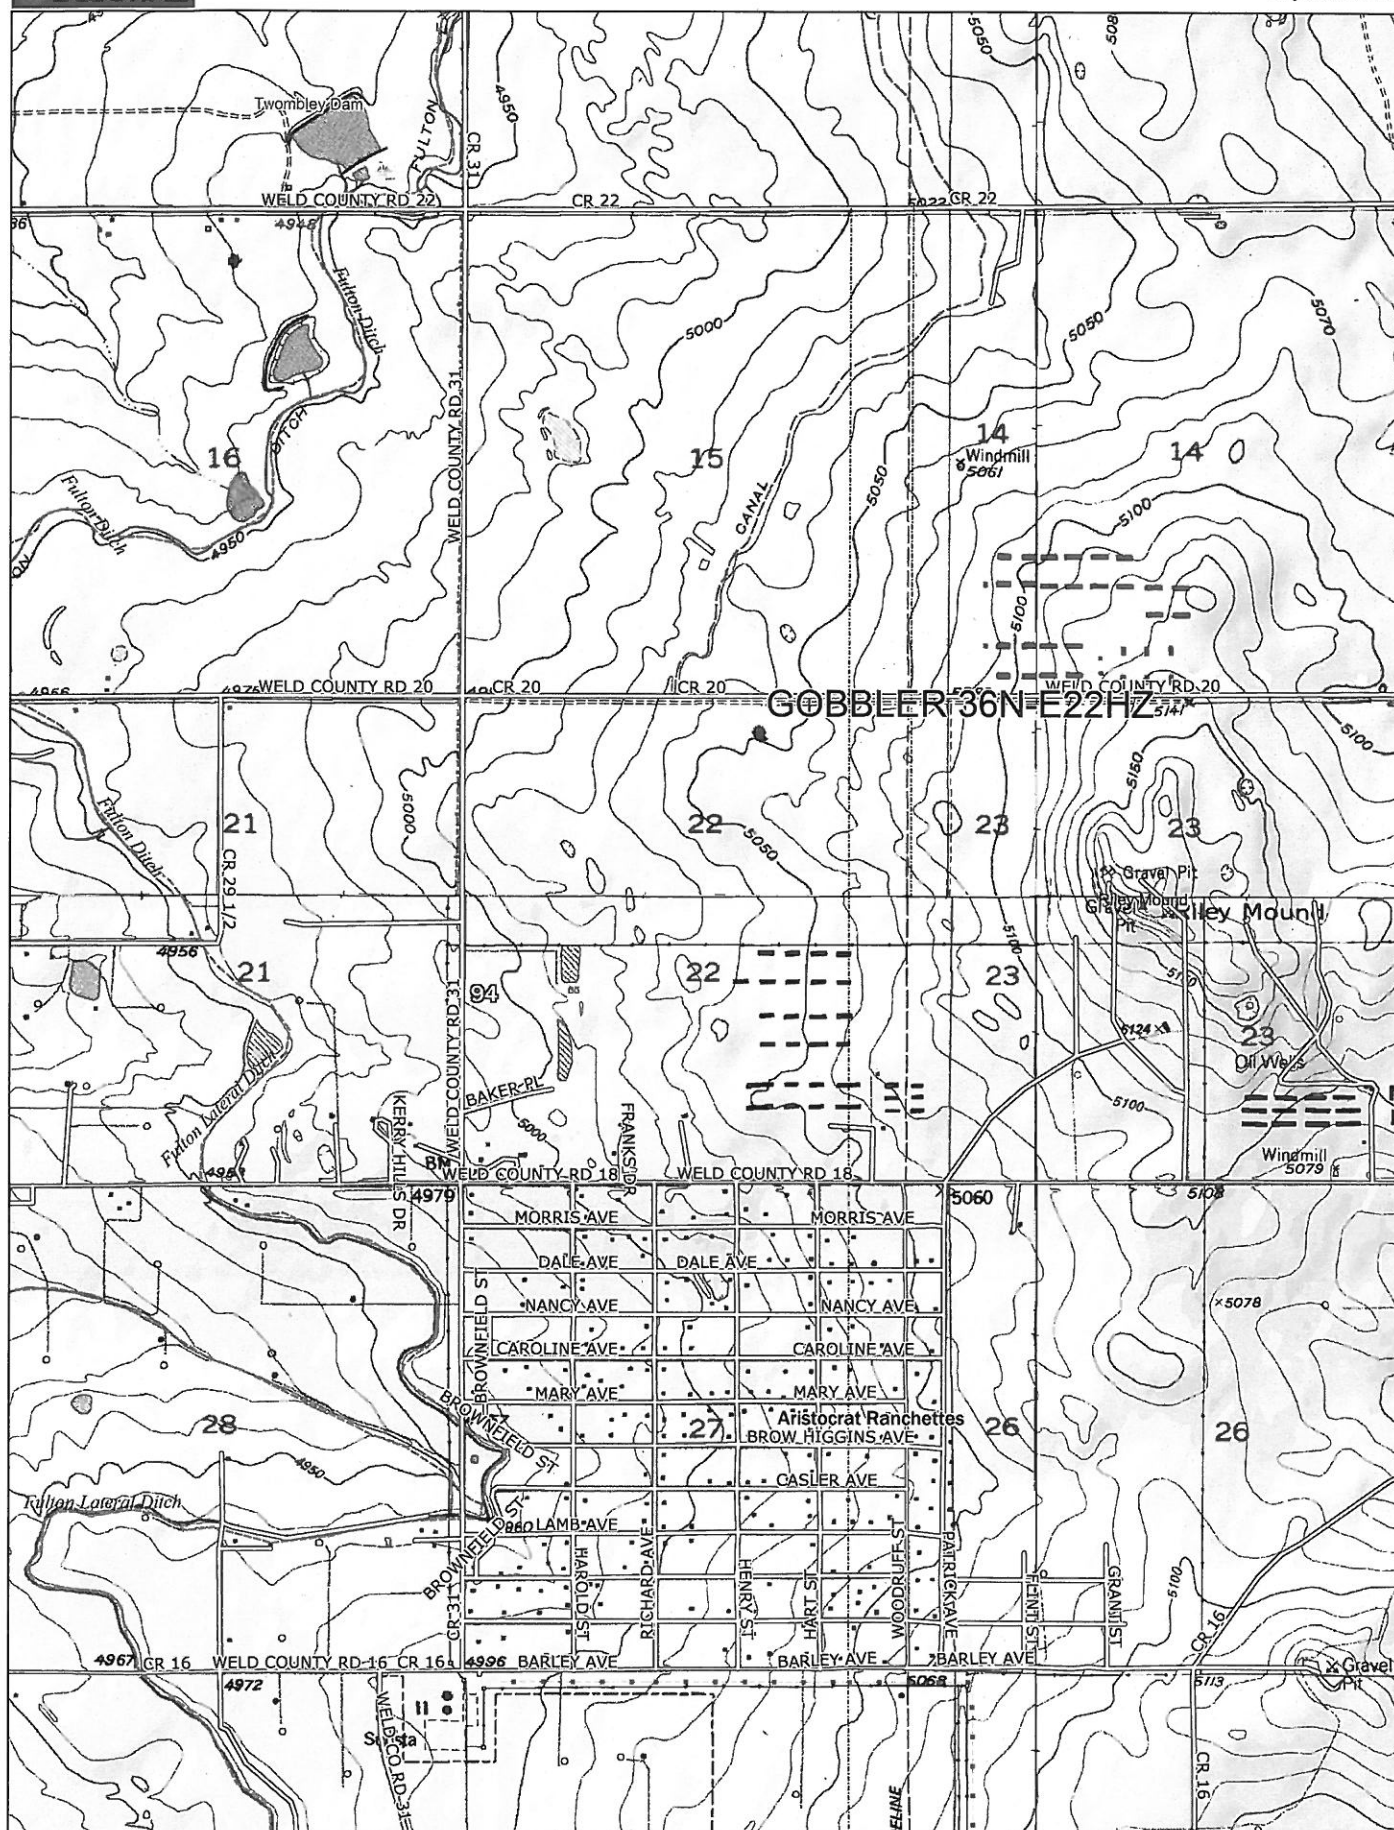 5050
Twombley Dam
FULTON
4950
CR 31
WELD COUNTY RD 22
CR 22
5022
CR 22
4948
Fulton Ditch
5000
5050
5070
WELD COUNTY RD 31
DITCH
16
15
14
Windmill
5061
14
Fulton Ditch
4950
CANAL
5050
5100
5100
4956
WELD COUNTY RD 20
CR 20
CR 20
WELD COUNTY RD 20
GOBBLER 36N-E22HZ
5141
5100
5150
5000
Fulton Ditch
21
22
23
23
5050
CR 29 1/2
Gravel Pit
Riley Mound
Gravel
Pit
Riley Mound
5100
4956
21
94
22
23
WELD COUNTY RD 31
5124
23
Oil Wells
Fulton Lateral Ditch
BAKER PL
5000
KERRY HILLS DR
FRANKS DR
5100
BM
Windmill
5079
WELD COUNTY RD 18
WELD COUNTY RD 18
4979
5060
5108
MORRIS AVE
MORRIS AVE
DALE AVE
DALE AVE
NANCY AVE
NANCY AVE
5078
BROWNFIELD ST
CAROLINE AVE
CAROLINE AVE
MARY AVE
MARY AVE
28
BROWNFIELD ST
27
Aristocrat Ranchettes
BROW HIGGINS AVE
26
26
4950
CASLER AVE
Fulton Lateral Ditch
LAMB AVE
BROWNFIELD ST
CR 31
HAROLD ST
RICHARD AVE
HENRY ST
HART ST
WOODRUFF ST
PATRICK AVE
FLINT ST
GRANT ST
5100
CR 16
4967
CR 16
WELD COUNTY RD 16
CR 16
4996
BARLEY AVE
BARLEY AVE
BARLEY AVE
4972
5068
5113
Gravel
Pit
WELD CO RD 31
CR 16